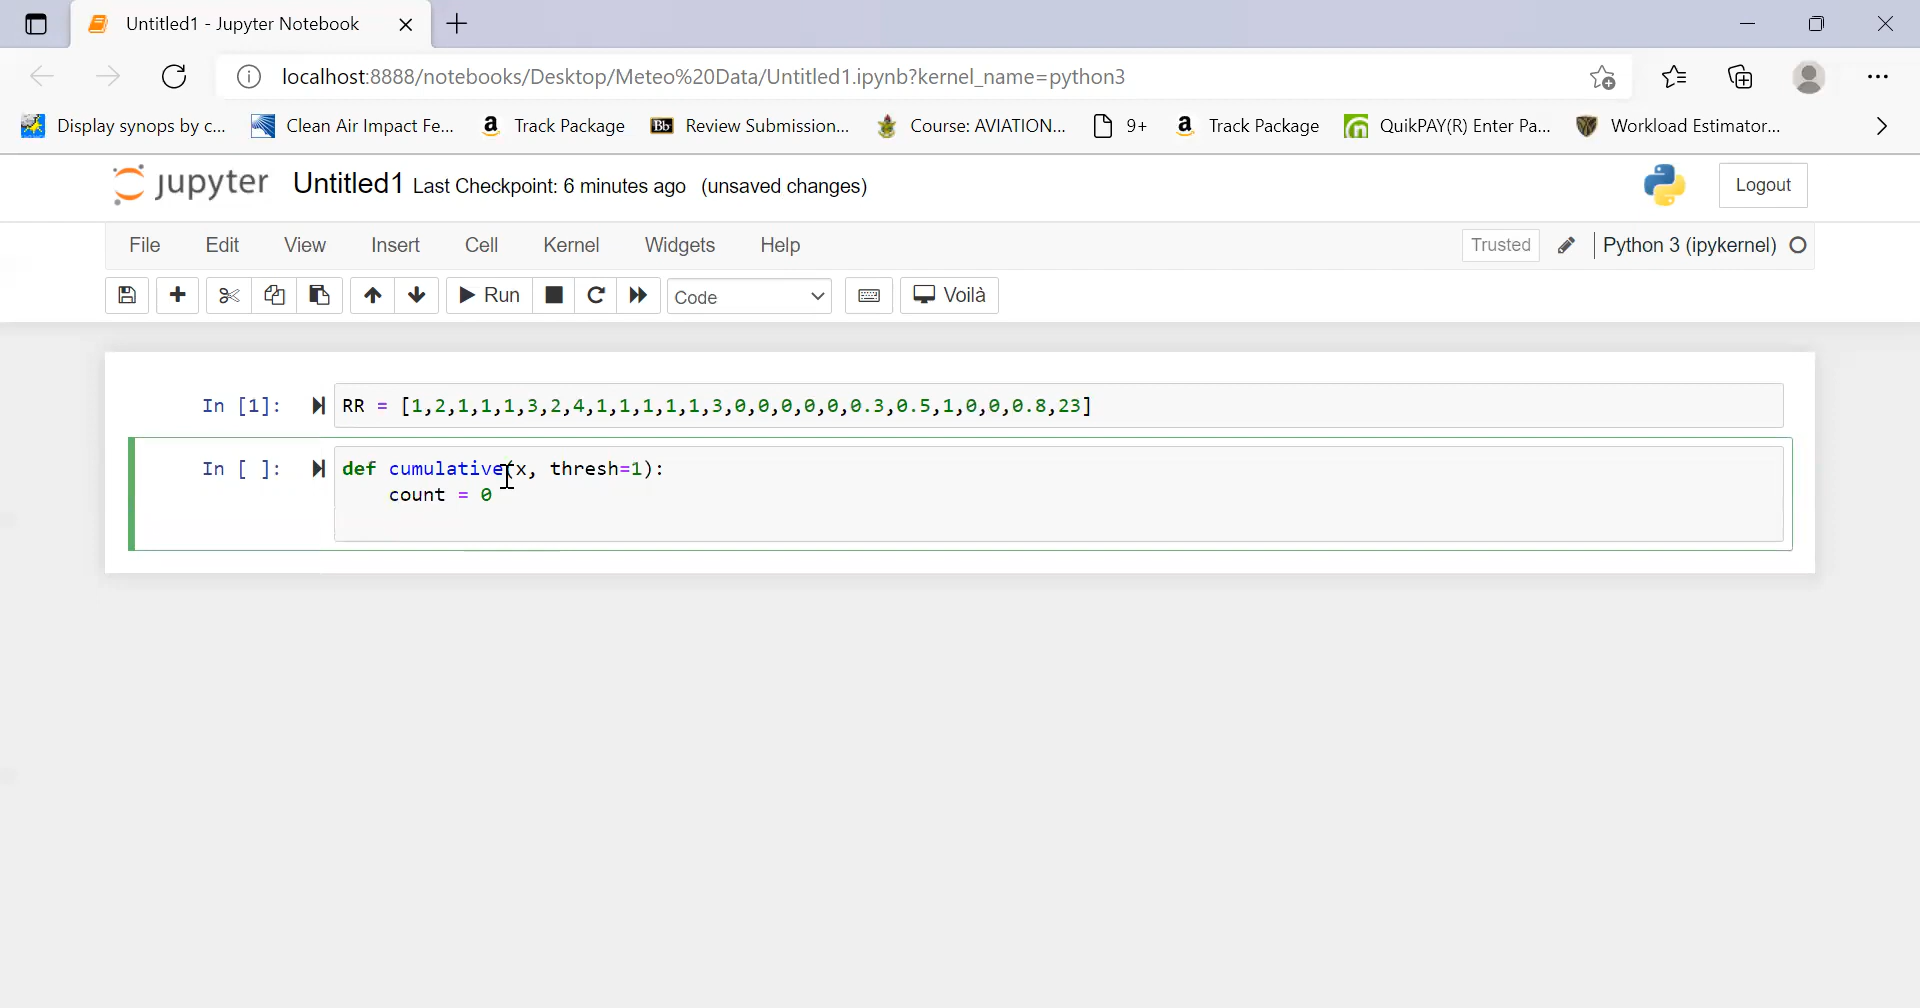 Untitled1 - Jupyter Notebook
localhost:8888/notebooks/Desktop/Meteo%20Data/Untitled1.ipynb?kernel_name=python3
Display synops by c... Clean Air Impact Fe... Track Package Bb Review Submission... Course: AVIATION... 9+ Track Package QuikPAY(R) Enter Pa... Workload Estimator...
jupyter Untitled1 Last Checkpoint: 6 minutes ago (unsaved changes) Logout
File Edit View Insert Cell Kernel Widgets Help Trusted Python 3 (ipykernel)
Run Code Voilà
In [1]: RR = [1,2,1,1,1,3,2,4,1,1,1,1,1,3,0,0,0,0,0,0.3,0.5,1,0,0,0.8,23]
In [ ]: def cumulative(x, thresh=1):
count = 0